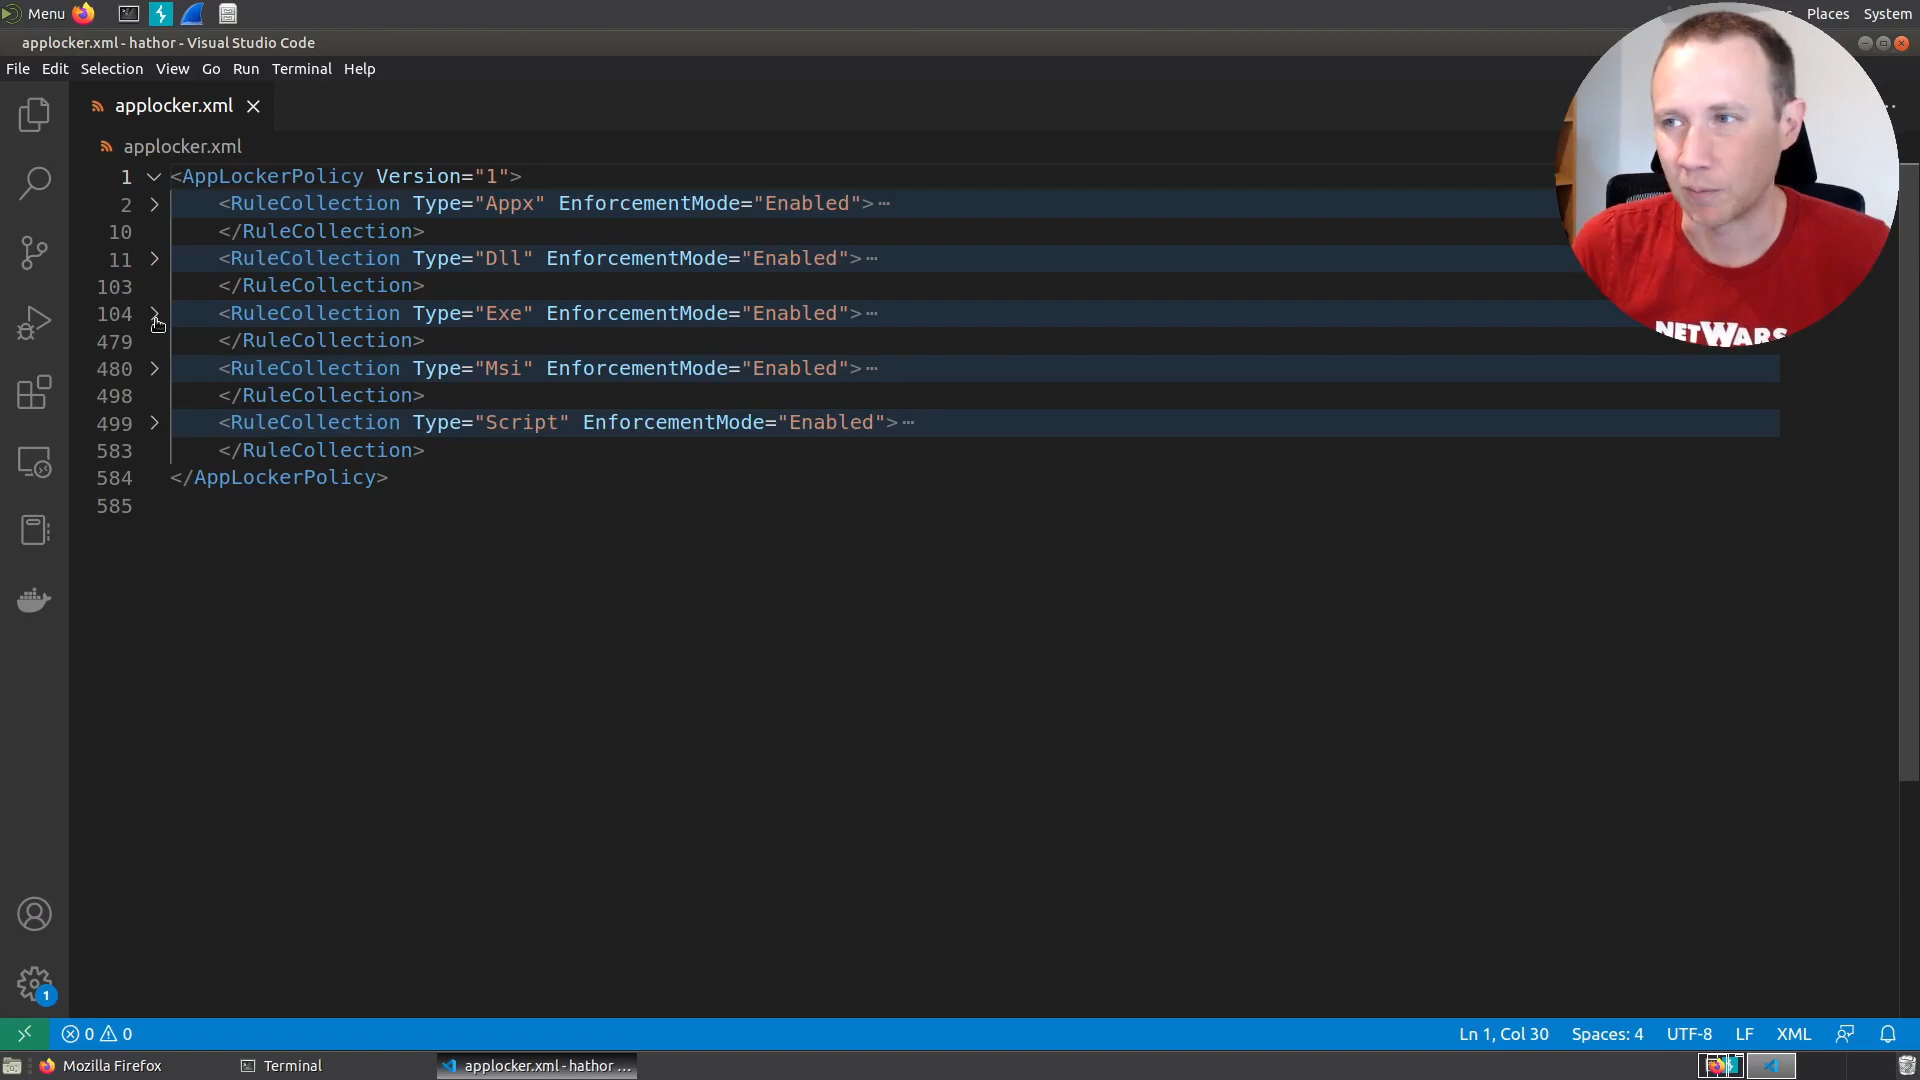 Menu
Places System
applocker.xml - hathor - Visual Studio Code
File Edit Selection View Go Run Terminal Help
applocker.xml
applocker.xml
1 <AppLockerPolicy Version="1">
2 <RuleCollection Type="Appx" EnforcementMode="Enabled">⋯
10 </RuleCollection>
11 <RuleCollection Type="Dll" EnforcementMode="Enabled">⋯
103 </RuleCollection>
104 <RuleCollection Type="Exe" EnforcementMode="Enabled">⋯
479 </RuleCollection>
480 <RuleCollection Type="Msi" EnforcementMode="Enabled">⋯
498 </RuleCollection>
499 <RuleCollection Type="Script" EnforcementMode="Enabled">⋯
583 </RuleCollection>
584 </AppLockerPolicy>
585
NETWARS
1
0 0
Ln 1, Col 30 Spaces: 4 UTF-8 LF XML
Mozilla Firefox Terminal applocker.xml - hathor ...